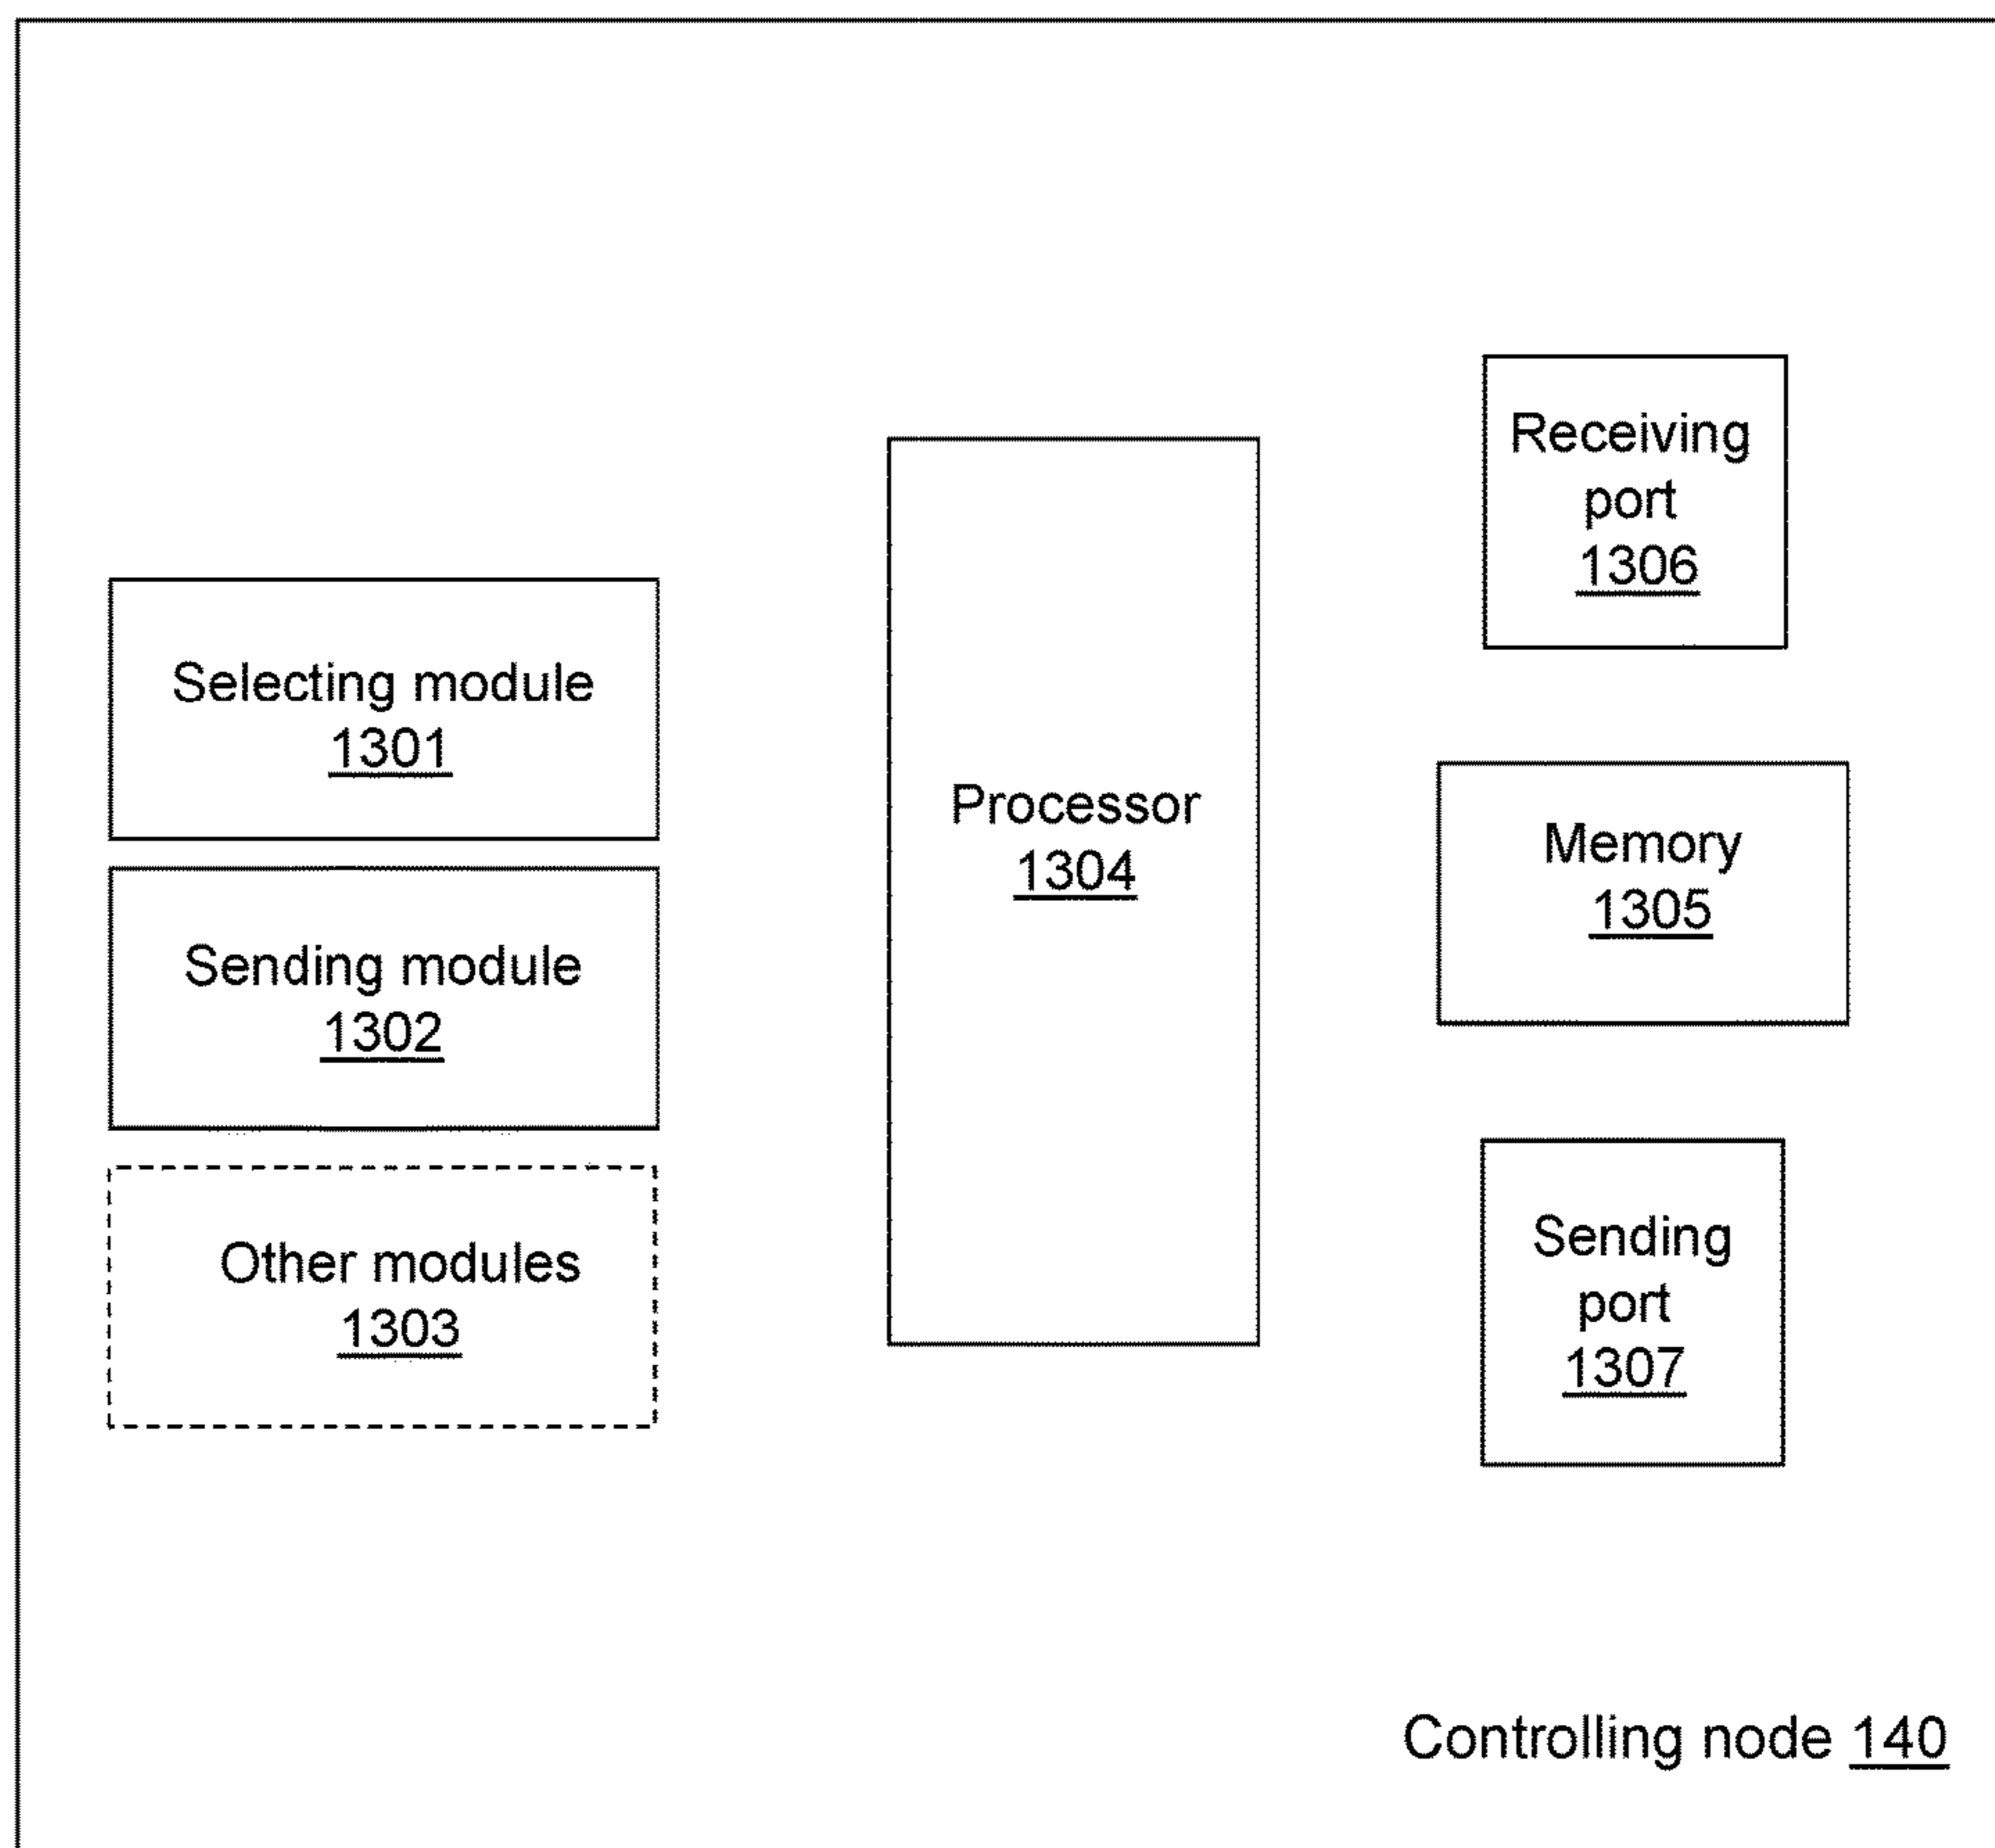 Selecting module
1301
Sending module
1302
Other modules
1303
Processor
1304
Receiving
port
1306
Memory
1305
Sending
port
1307
Controlling node 140